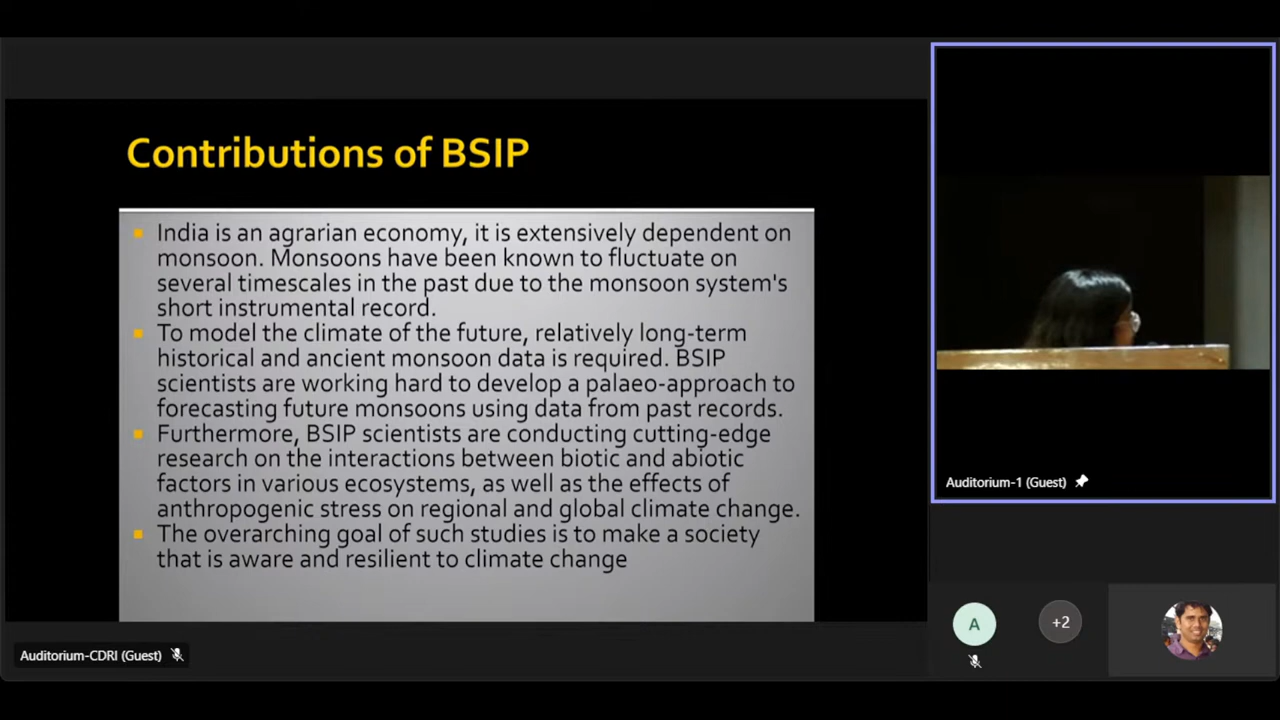 Contributions of BSIP
India is an agrarian economy, it is extensively dependent on
monsoon. Monsoons have been known to fluctuate on
several timescales in the past due to the monsoon system's
short instrumental record.
To model the climate of the future, relatively long-term
historical and ancient monsoon data is required. BSIP
scientists are working hard to develop a palaeo-approach to
forecasting future monsoons using data from past records.
Furthermore, BSIP scientists are conducting cutting-edge
research on the interactions between biotic and abiotic
factors in various ecosystems, as well as the effects of
anthropogenic stress on regional and global climate change.
The overarching goal of such studies is to make a society
that is aware and resilient to climate change
Auditorium-CDRI (Guest)
Auditorium-1 (Guest)
A
+2